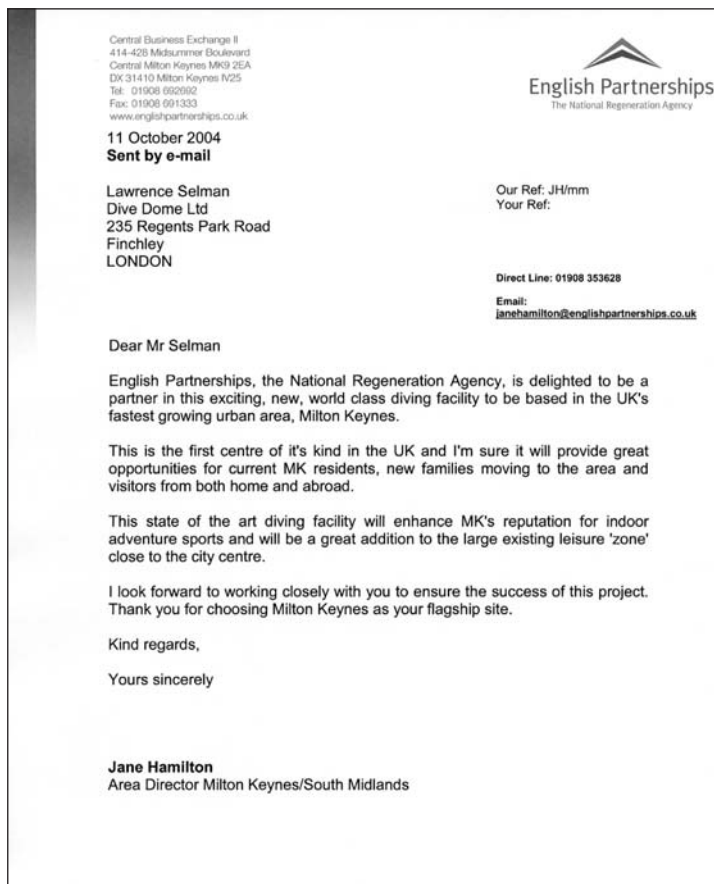 Central Business Exchange II
414-428 Midsummer Boulevard
Central Milton Keynes MK9 2EA
DX 31410 Milton Keynes IV25
Tel: 01908 692692
Fax: 01908 691333
www.englishpartnerships.co.uk
English Partnerships
The National Regeneration Agency
11 October 2004
Sent by e-mail
Lawrence Selman
Dive Dome Ltd
235 Regents Park Road
Finchley
LONDON
Our Ref: JH/mm
Your Ref:
Direct Line: 01908 353628
Email:
janehamilton@englishpartnerships.co.uk
Dear Mr Selman
English Partnerships, the National Regeneration Agency, is delighted to be a
partner in this exciting, new, world class diving facility to be based in the UK's
fastest growing urban area, Milton Keynes.
This is the first centre of it's kind in the UK and I'm sure it will provide great
opportunities for current MK residents, new families moving to the area and
visitors from both home and abroad.
This state of the art diving facility will enhance MK's reputation for indoor
adventure sports and will be a great addition to the large existing leisure 'zone'
close to the city centre.
I look forward to working closely with you to ensure the success of this project.
Thank you for choosing Milton Keynes as your flagship site.
Kind regards,
Yours sincerely
Jane Hamilton
Area Director Milton Keynes/South Midlands